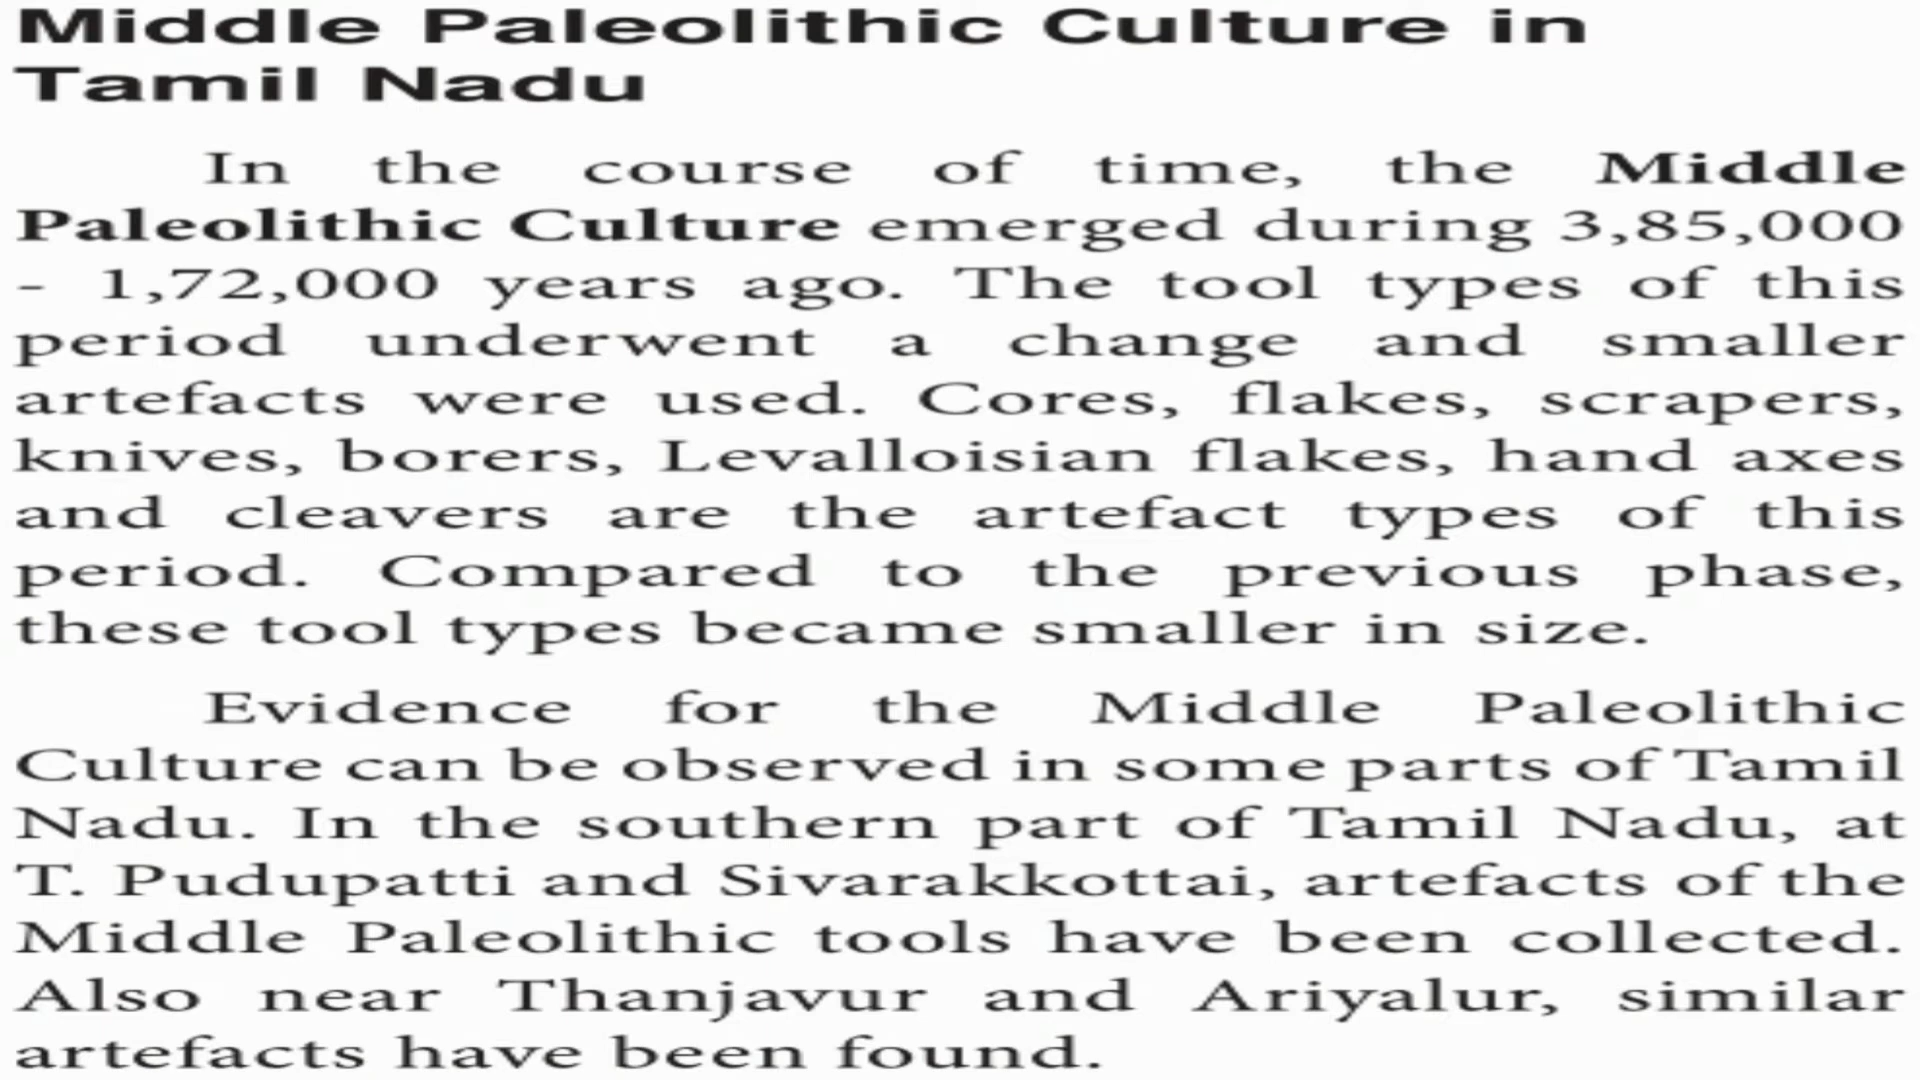 Middle Paleolithic Culture in
Tamil Nadu
In the course of time, the Middle
Paleolithic Culture emerged during 3,85,000
- 1,72,000 years ago. The tool types of this
period underwent a change and smaller
artefacts were used. Cores, flakes, scrapers,
knives, borers, Levalloisian flakes, hand axes
and cleavers are the artefact types of this
period. Compared to the previous phase,
these tool types became smaller in size.
Evidence for the Middle Paleolithic
Culture can be observed in some parts of Tamil
Nadu. In the southern part of Tamil Nadu, at
T. Pudupatti and Sivarakkottai, artefacts of the
Middle Paleolithic tools have been collected.
Also near Thanjavur and Ariyalur, similar
artefacts have been found.